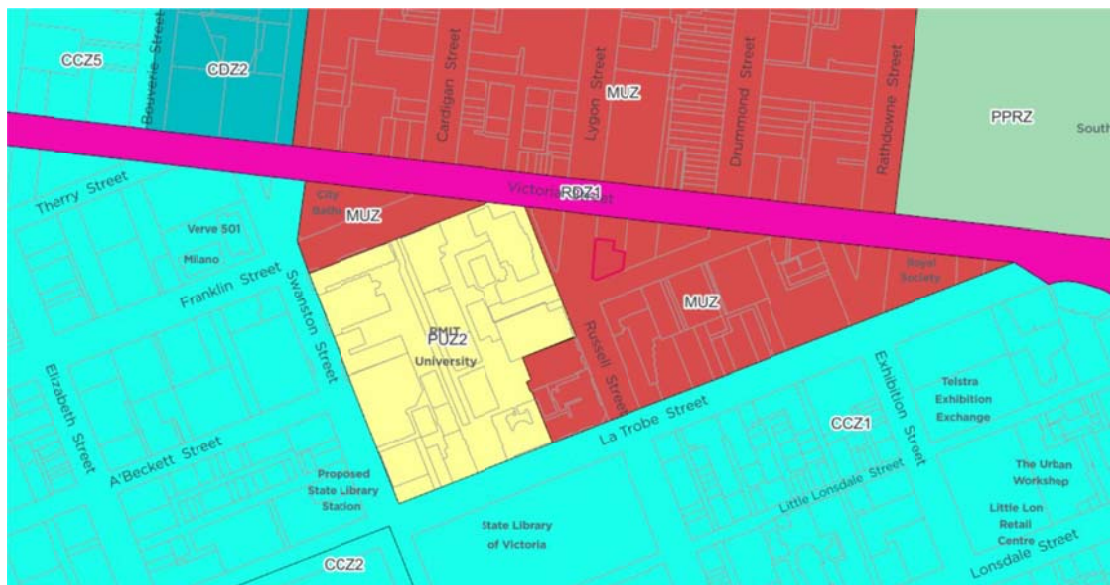 CCZ5
Bouverie Street
CDZ2
Cardigan Street
Lygon Street
MUZ
Drummond Street
Rathdowne Street
PPRZ
South
Therry Street
City
Baths
MUZ
Victoria Street
RDZ1
Verve 501
Milano
Franklin Street
Swanston Street
Royal
Society
MUZ
RMIT
PUZ2
University
Russell Street
La Trobe Street
Elizabeth Street
A'Beckett Street
Exhibition Street
Telstra
Exhibition
Exchange
CCZ1
Little Lonsdale Street
Proposed
State Library
Station
The Urban
Workshop
Little Lon
Retail
Centre
State Library
of Victoria
Lonsdale Street
CCZ2